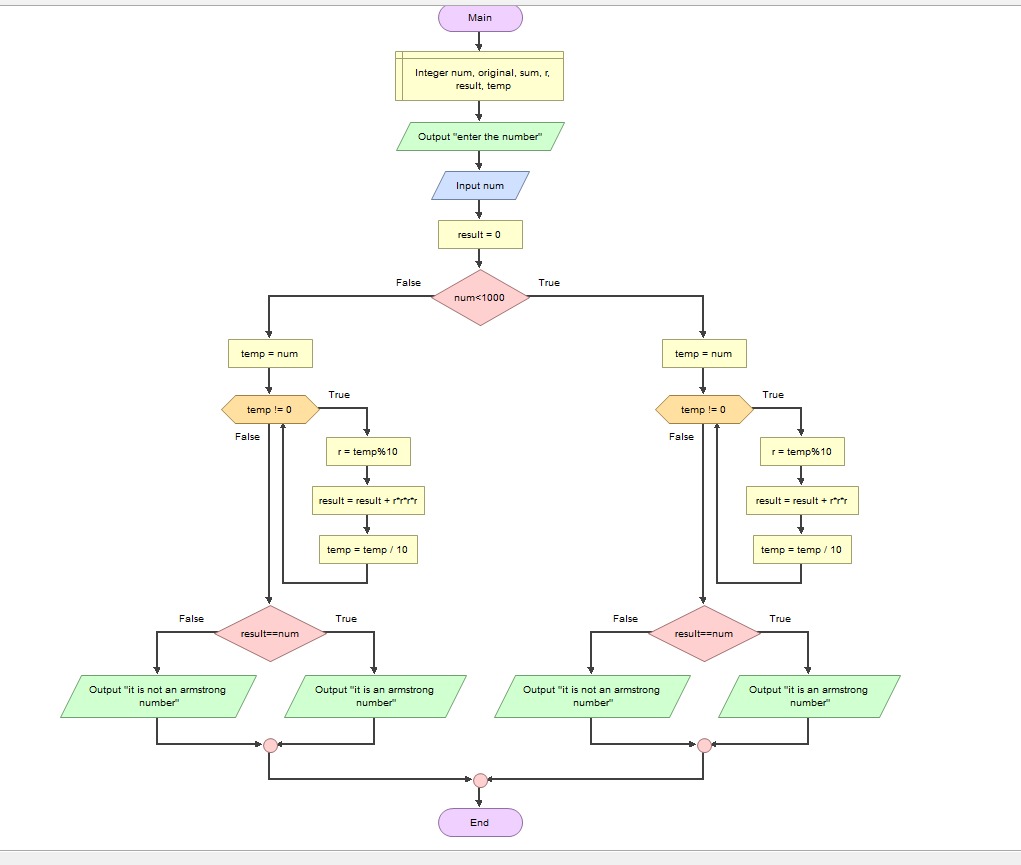 Main
Integer num, original, sum, r,
result, temp
Output "enter the number"
Input num
result = 0
False
True
num<1000
temp = num
temp = num
True
temp != 0
False
r = temp%10
result = result + r*r*r*r
temp = temp / 10
True
temp != 0
False
r = temp%10
result = result + r*r*r
temp = temp / 10
False
True
result==num
False
True
result==num
Output "it is not an armstrong
number"
Output "it is an armstrong
number"
Output "it is not an armstrong
number"
Output "it is an armstrong
number"
End